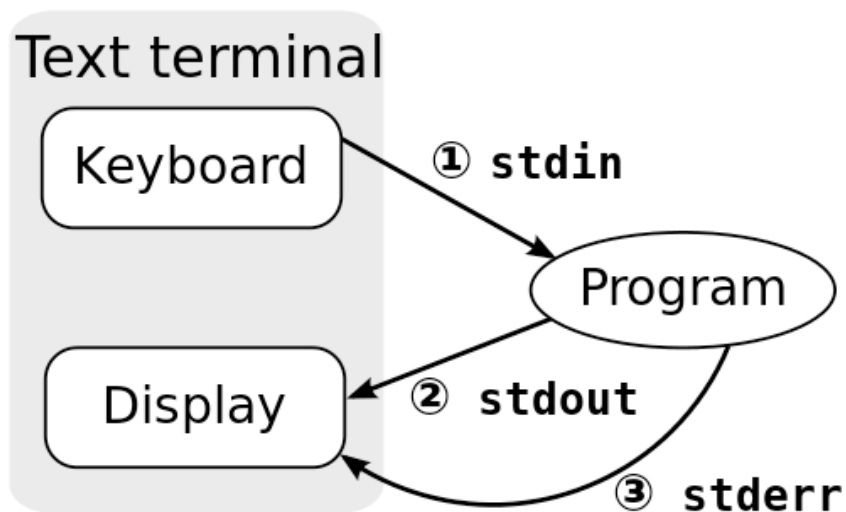 Text terminal
Keyboard
① stdin
Program
Display
② stdout
③ stderr